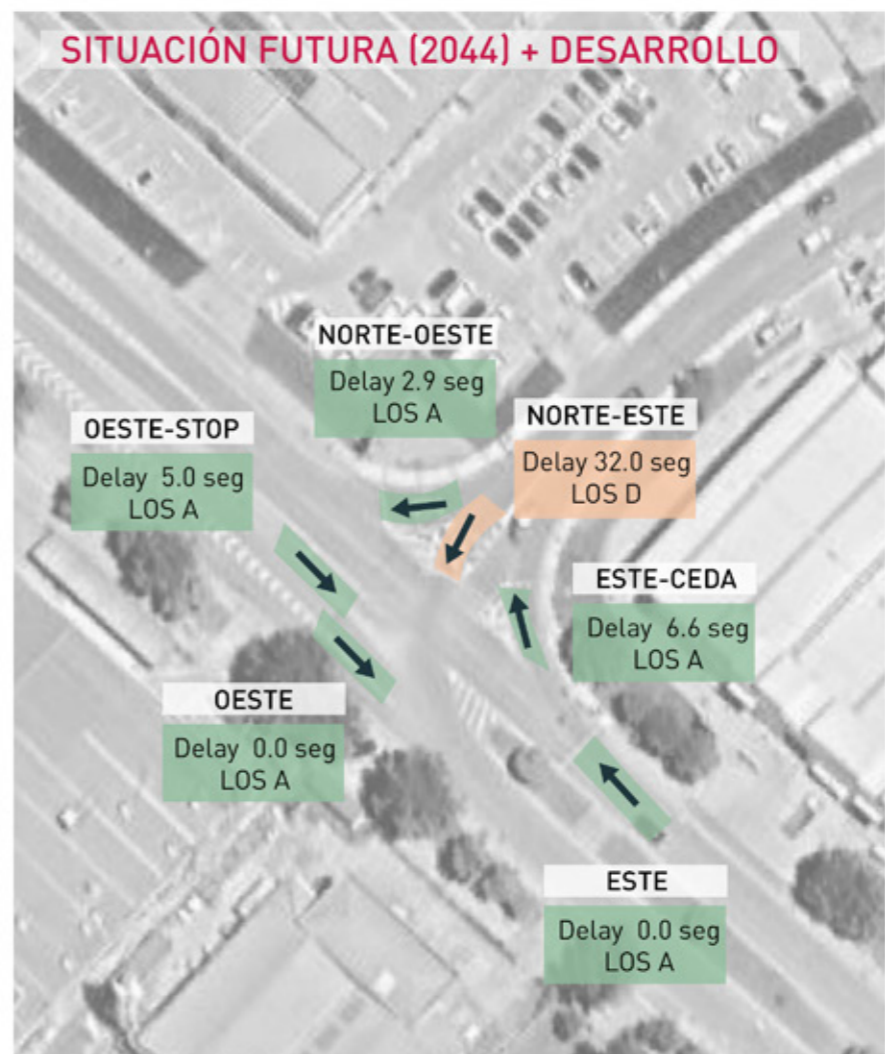 SITUACIÓN FUTURA (2044) + DESARROLLO
NORTE-OESTE
Delay 2.9 seg
LOS A
OESTE-STOP
Delay 5.0 seg
LOS A
NORTE-ESTE
Delay 32.0 seg
LOS D
ESTE-CEDA
Delay 6.6 seg
LOS A
OESTE
Delay 0.0 seg
LOS A
ESTE
Delay 0.0 seg
LOS A